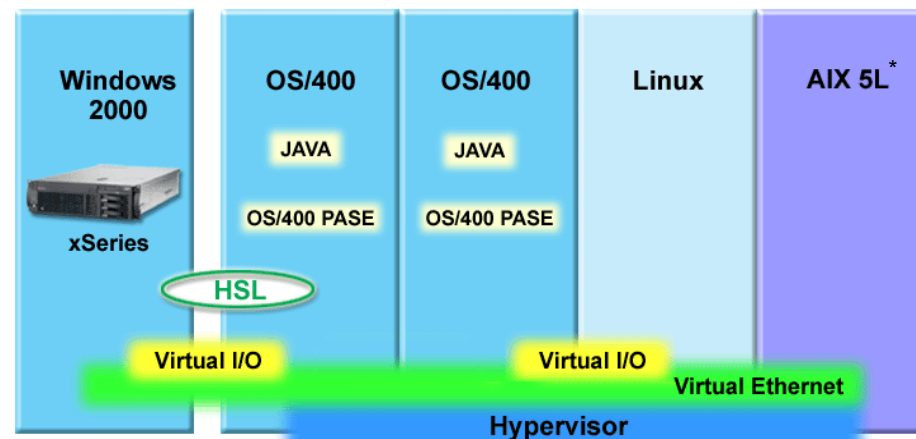 Windows
2000
OS/400
OS/400
Linux
AIX 5L*
JAVA
JAVA
OS/400 PASE
OS/400 PASE
xSeries
HSL
Virtual I/O
Virtual I/O
Virtual Ethernet
Hypervisor